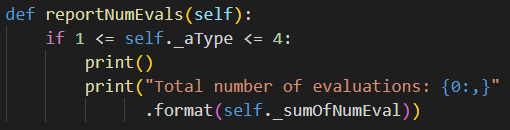 def reportNumEvals(self):
    if 1 <= self._aType <= 4:
        print()
        print("Total number of evaluations: {0:,}"
              .format(self._sumOfNumEval))